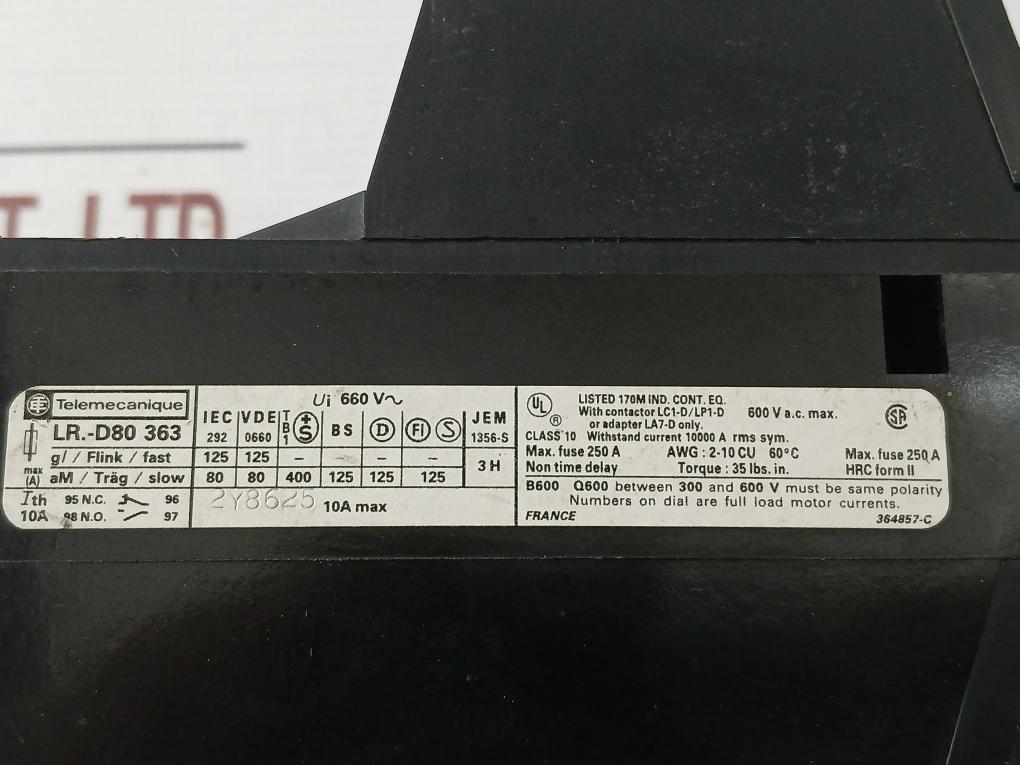 T LTD
Telemecanique
LR.-D80 363
gI / Flink / fast
max (A) aM / Träg / slow
Ith 95 N.C. 96
10A 98 N.O. 97
Ui 660 V~
IEC 292 VDE 0660 TB1 +S BS D FI S JEM 1356-S
125 125 – – – –
80 80 400 125 125 125 3 H
2Y8625 10A max
UL ® LISTED 170M IND. CONT. EQ.
With contactor LC1-D/LP1-D 600 V a.c. max. SA
or adapter LA7-D only.
CLASS 10 Withstand current 10000 A rms sym.
Max. fuse 250 A AWG : 2-10 CU 60°C Max. fuse 250 A
Non time delay Torque : 35 lbs. in. HRC form II
B600 Q600 between 300 and 600 V must be same polarity
Numbers on dial are full load motor currents.
FRANCE 364857-C